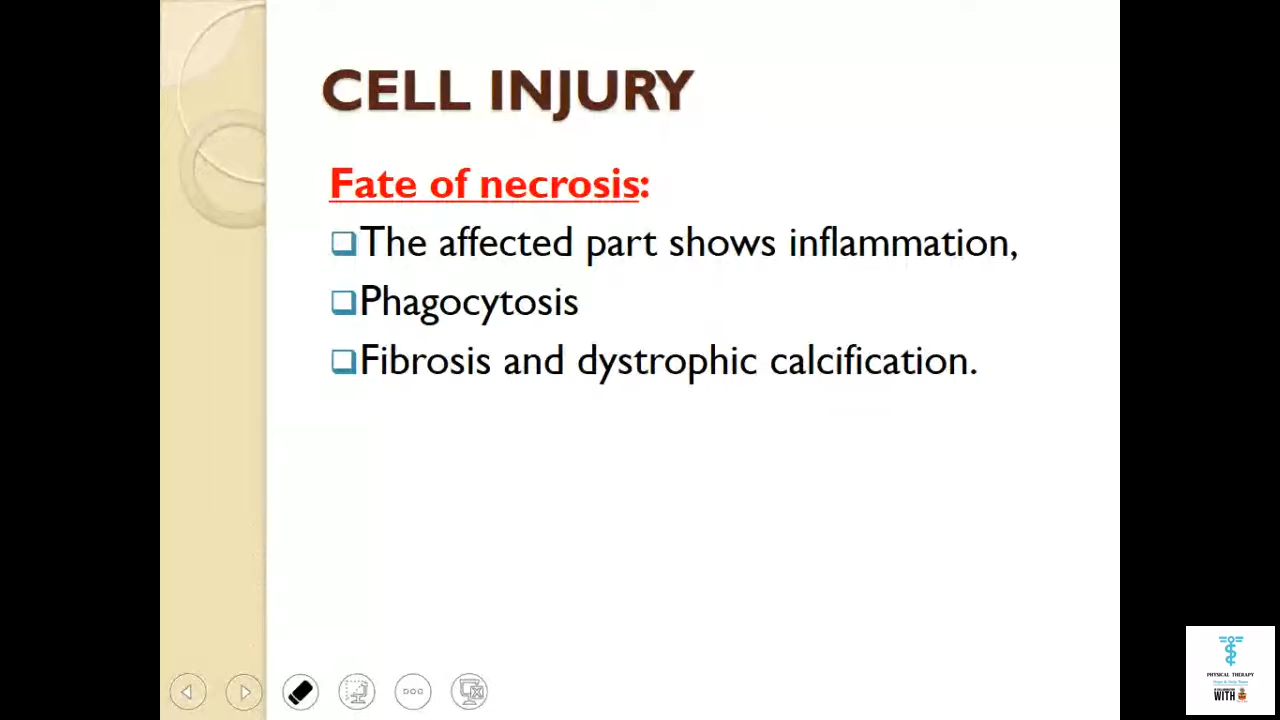 CELL INJURY
Fate of necrosis:
The affected part shows inflammation,
Phagocytosis
Fibrosis and dystrophic calcification.
PHYSICAL THERAPY
WITH